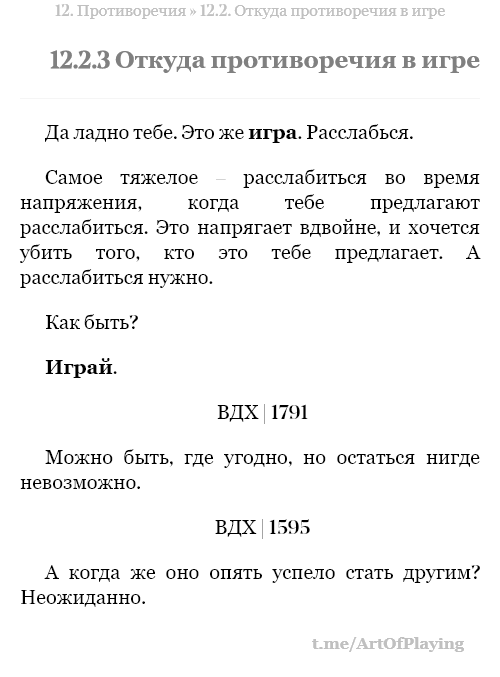 12. Противоречия » 12.2. Откуда противоречия в игре
12.2.3 Откуда противоречия в игре
Да ладно тебе. Это же игра. Расслабься.
Самое тяжелое – расслабиться во время
напряжения, когда тебе предлагают
расслабиться. Это напрягает вдвойне, и хочется
убить того, кто это тебе предлагает. А
расслабиться нужно.
Как быть?
Играй.
ВДХ | 1791
Можно быть, где угодно, но остаться нигде
невозможно.
ВДХ | 1595
А когда же оно опять успело стать другим?
Неожиданно.
t.me/ArtOfPlaying